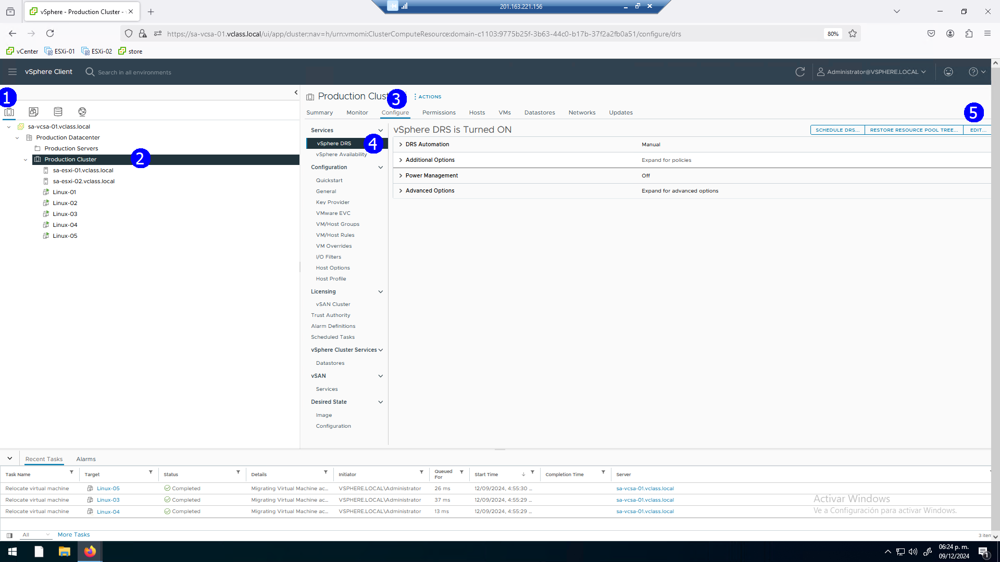 vSphere - Production Cluster -
201.163.221.156
https://sa-vcsa-01.vclass.local/ui/app/cluster;nav=h/urn:vmomi:ClusterComputeResource:domain-c1103:9775b25f-3b63-44c0-b17b-37f2a2fb0a51/configure/drs
80%
vCenter ESXi-01 ESXi-02 store
vSphere Client Search in all environments Administrator@VSPHERE.LOCAL
1
sa-vcsa-01.vclass.local
Production Datacenter
Production Servers
Production Cluster 2
sa-esxi-01.vclass.local
sa-esxi-02.vclass.local
Linux-01
Linux-02
Linux-03
Linux-04
Linux-05
Production Clus 3 ACTIONS
Summary Monitor Configure Permissions Hosts VMs Datastores Networks Updates 5
Services
vSphere DRS 4
vSphere Availability
Configuration
Quickstart
General
Key Provider
VMware EVC
VM/Host Groups
VM/Host Rules
VM Overrides
I/O Filters
Host Options
Host Profile
Licensing
vSAN Cluster
Trust Authority
Alarm Definitions
Scheduled Tasks
vSphere Cluster Services
Datastores
vSAN
Services
Desired State
Image
Configuration
vSphere DRS is Turned ON SCHEDULE DRS... RESTORE RESOURCE POOL TREE... EDIT...
DRS Automation Manual
Additional Options Expand for policies
Power Management Off
Advanced Options Expand for advanced options
Recent Tasks Alarms
Task Name Target Status Details Initiator Queued For Start Time Completion Time Server
Relocate virtual machine Linux-05 Completed Migrating Virtual Machine ac... VSPHERE.LOCAL\Administrator 26 ms 12/09/2024, 4:55:30 ... sa-vcsa-01.vclass.local
Relocate virtual machine Linux-03 Completed Migrating Virtual Machine ac... VSPHERE.LOCAL\Administrator 37 ms 12/09/2024, 4:55:29 ... sa-vcsa-01.vclass.local
Relocate virtual machine Linux-04 Completed Migrating Virtual Machine ac... VSPHERE.LOCAL\Administrator 13 ms 12/09/2024, 4:55:29 ... sa-vcsa-01.vclass.local
Activar Windows
Ve a Configuración para activar Windows.
All More Tasks 3 item
06:24 p. m.
09/12/2024
1